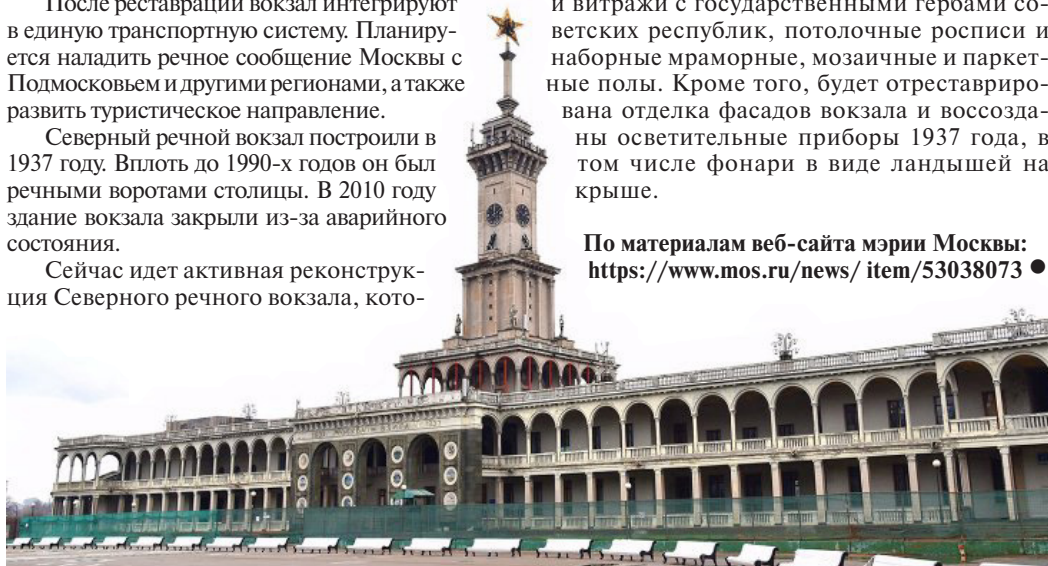 После реставрации вокзал интегрируют
в единую транспортную систему. Планиру-
ется наладить речное сообщение Москвы с
Подмосковьем и другими регионами, а также
развить туристическое направление.
Северный речной вокзал построили в
1937 году. Вплоть до 1990-х годов он был
речными воротами столицы. В 2010 году
здание вокзала закрыли из-за аварийного
состояния.
Сейчас идет активная реконструк-
ция Северного речного вокзала, кото-
и витражи с государственными гербами со-
ветских республик, потолочные росписи и
наборные мраморные, мозаичные и паркет-
ные полы. Кроме того, будет отреставриро-
вана отделка фасадов вокзала и воссозда-
ны осветительные приборы 1937 года, в
том числе фонари в виде ландышей на
крыше.
По материалам веб-сайта мэрии Москвы:
https://www.mos.ru/news/ item/53038073 ●